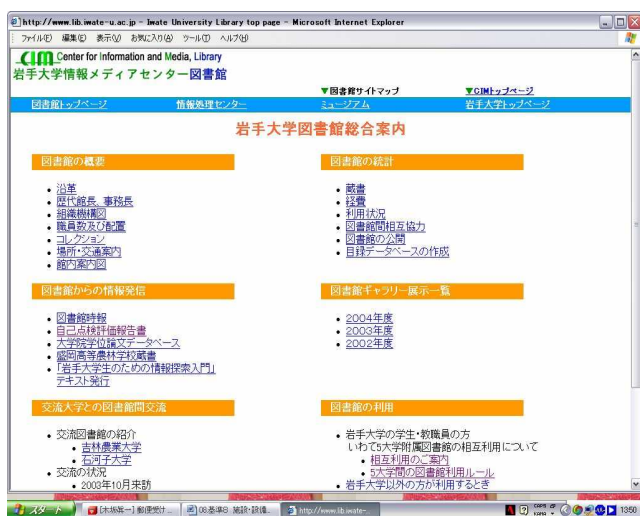 http://www.lib.iwate-u.ac.jp - Iwate University Library top page - Microsoft Internet Explorer
ファイル(F) 編集(E) 表示(V) お気に入り(A) ツール(T) ヘルプ(H)
CIM Center for Information and Media, Library
岩手大学情報メディアセンター図書館
▼図書館サイトマップ ▼CIMトップページ
図書館トップページ 情報処理センター ミュージアム 岩手大学トップページ
岩手大学図書館総合案内
図書館の概要
・沿革
・歴代館長、事務長
・組織機構図
・職員数及び配置
・コレクション
・場所・交通案内
・館内案内図
図書館の統計
・蔵書
・経費
・利用状況
・図書館間相互協力
・図書館の公開
・目録データベースの作成
図書館からの情報発信
・図書館時報
・自己点検評価報告書
・大学院学位論文データベース
・盛岡高等農林学校蔵書
・「岩手大学生のための情報探索入門」
テキスト発行
図書館ギャラリー展示一覧
・2004年度
・2003年度
・2002年度
交流大学との図書館間交流
・交流図書館の紹介
・吉林農業大学
・石河子大学
・交流の状況
・2003年10月来訪
図書館の利用
・岩手大学の学生・教職員の方
いわて5大学附属図書館の相互利用について
・相互利用のご案内
・5大学間の図書館利用ルール
・岩手大学以外の方が利用するとき
スタート 08基準8 施設・設備... http://www.lib.iwate-... CAPS KANA 13:50